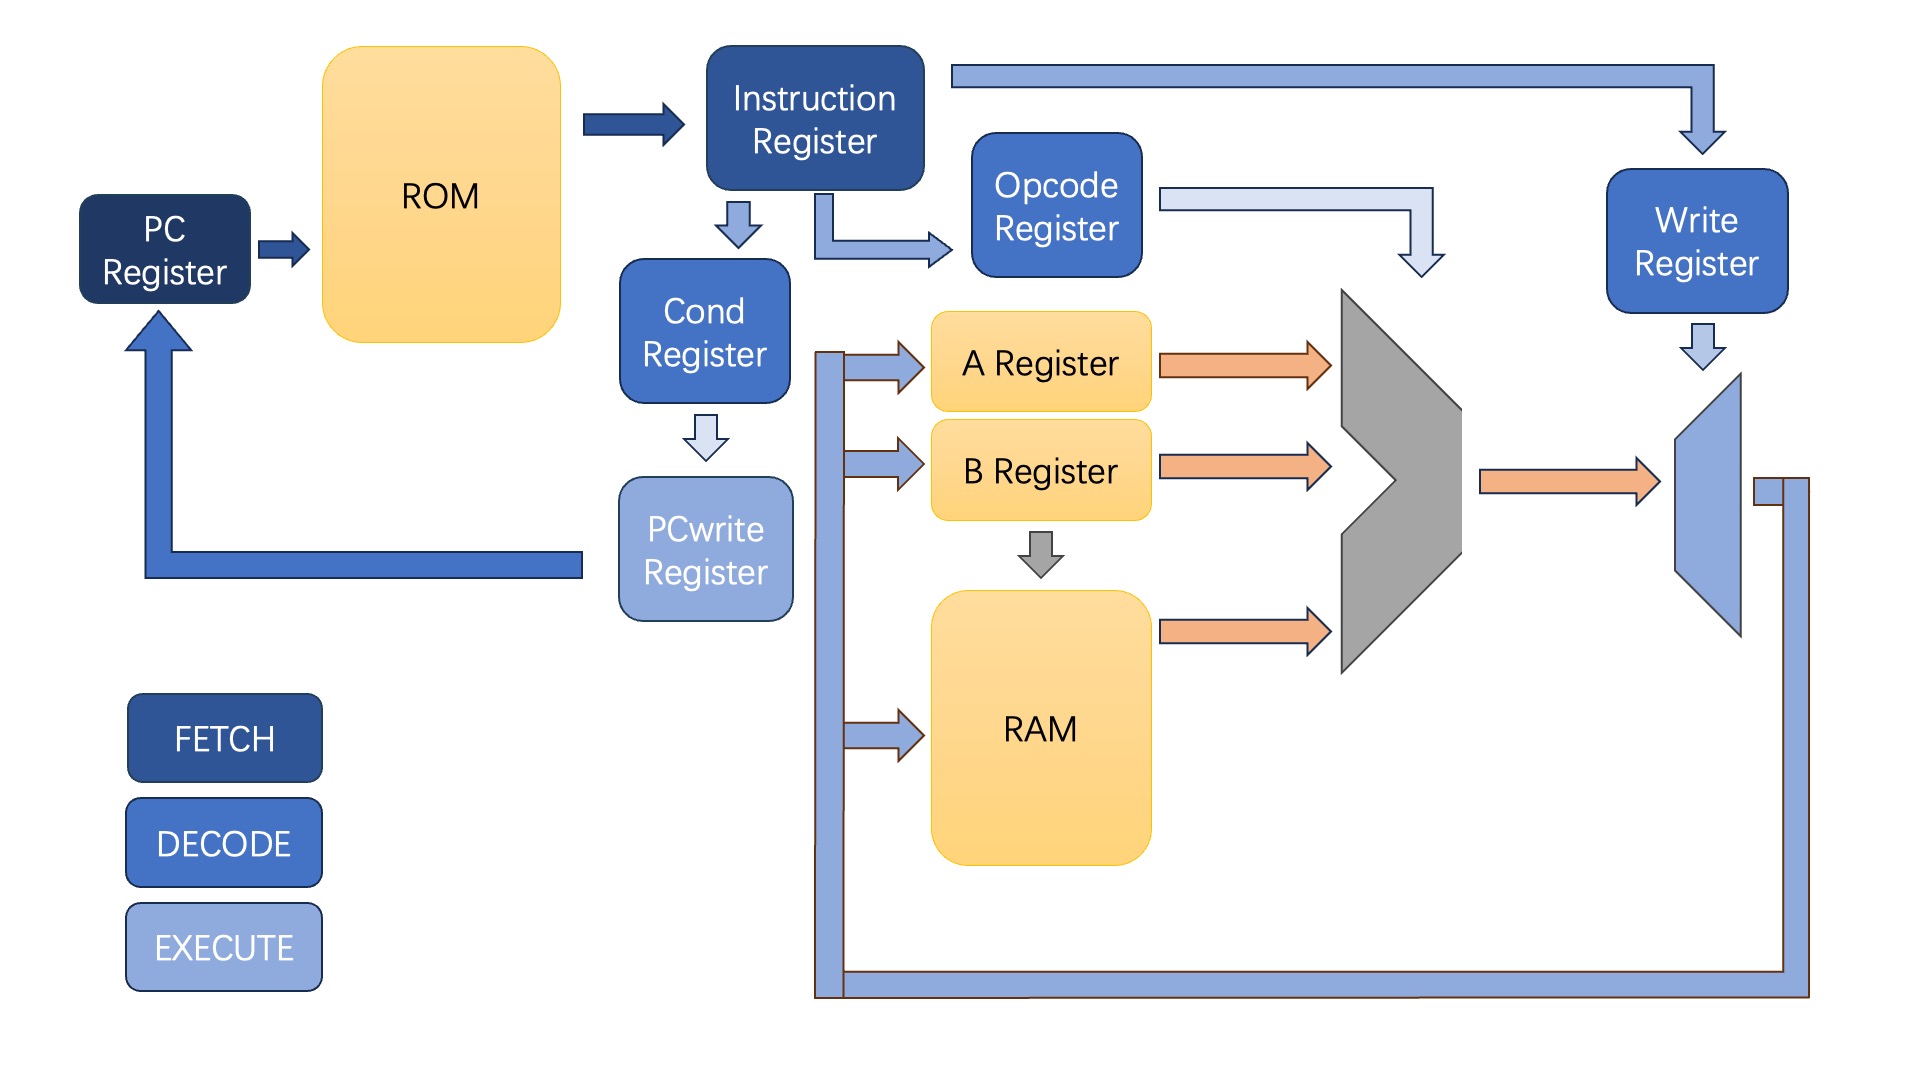 Instruction
Register
ROM
Opcode
Register
PC
Register
Write
Register
Cond
Register
A Register
B Register
PCwrite
Register
RAM
FETCH
DECODE
EXECUTE